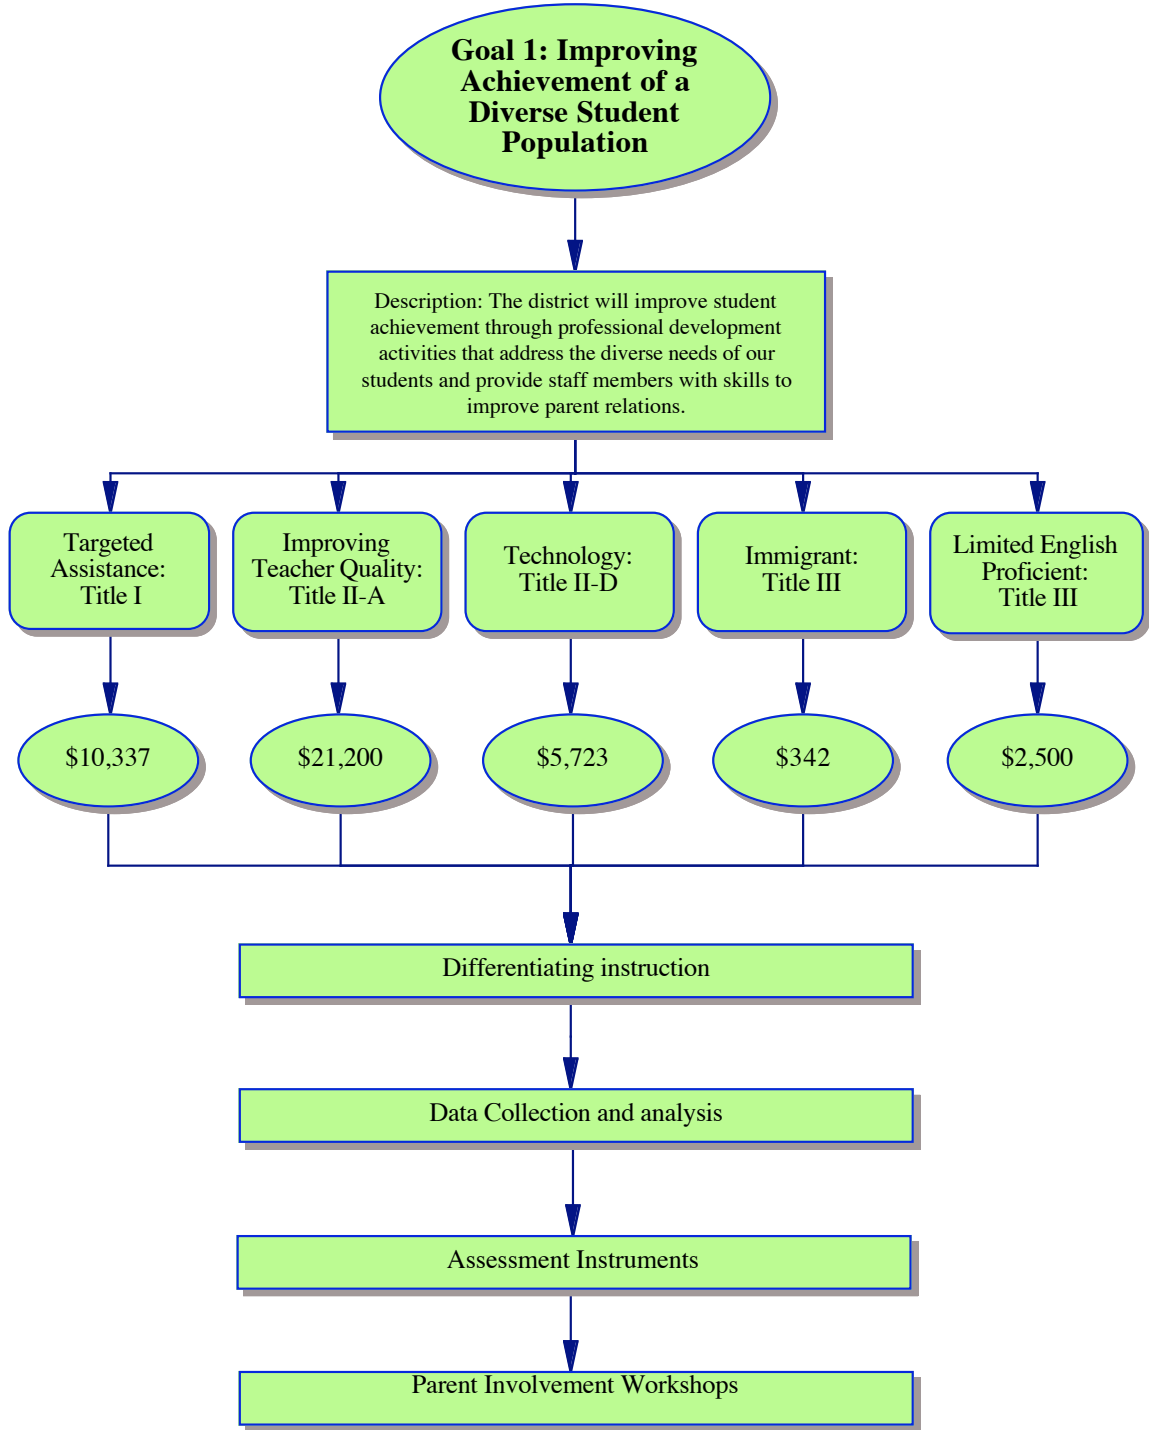 Goal 1: Improving
Achievement of a
Diverse Student
Population
Description: The district will improve student
achievement through professional development
activities that address the diverse needs of our
students and provide staff members with skills to
improve parent relations.
Targeted
Assistance:
Title I
Improving
Teacher Quality:
Title II-A
Technology:
Title II-D
Immigrant:
Title III
Limited English
Proficient:
Title III
$10,337
$21,200
$5,723
$342
$2,500
Differentiating instruction
Data Collection and analysis
Assessment Instruments
Parent Involvement Workshops